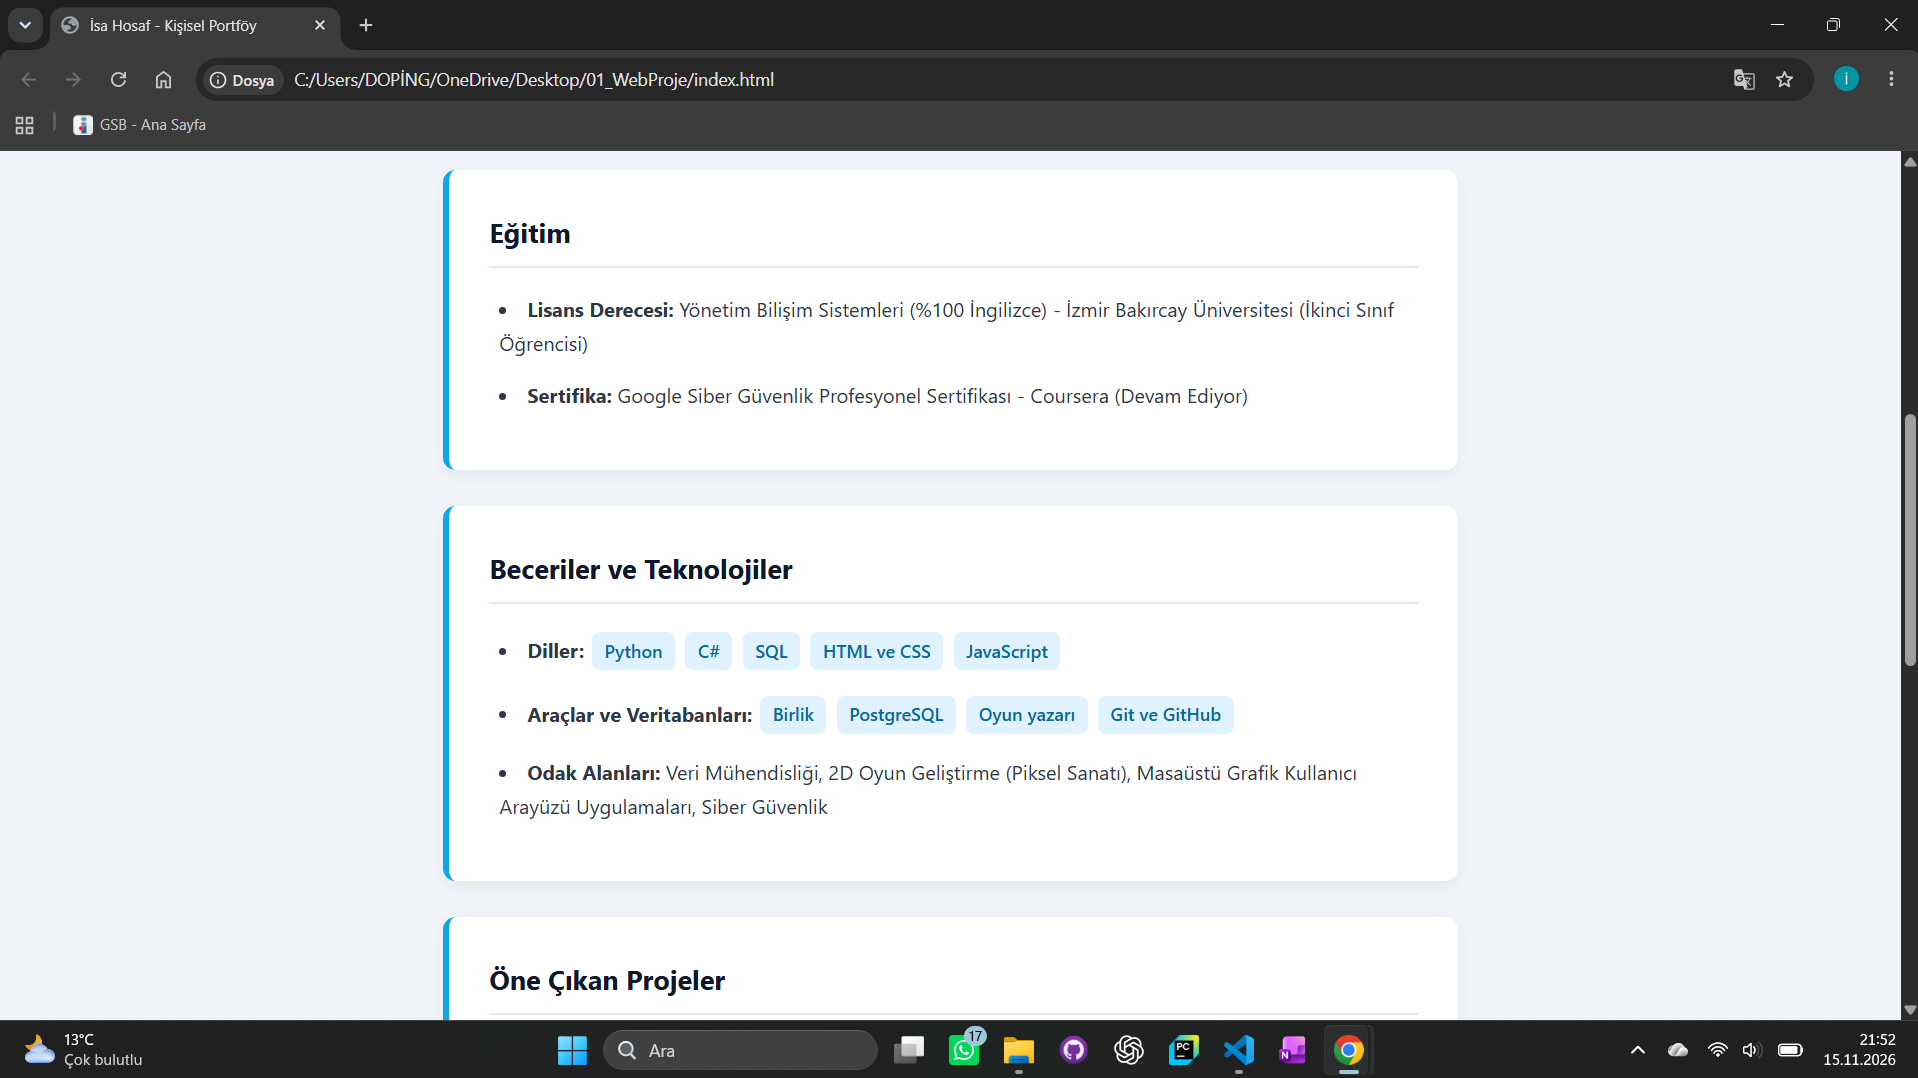 İsa Hosaf - Kişisel Portföy
Dosya
C:/Users/DOPİNG/OneDrive/Desktop/01_WebProje/index.html
i
GSB - Ana Sayfa
Eğitim
• Lisans Derecesi: Yönetim Bilişim Sistemleri (%100 İngilizce) - İzmir Bakırcay Üniversitesi (İkinci Sınıf
Öğrencisi)
• Sertifika: Google Siber Güvenlik Profesyonel Sertifikası - Coursera (Devam Ediyor)
Beceriler ve Teknolojiler
• Diller: Python C# SQL HTML ve CSS JavaScript
• Araçlar ve Veritabanları: Birlik PostgreSQL Oyun yazarı Git ve GitHub
• Odak Alanları: Veri Mühendisliği, 2D Oyun Geliştirme (Piksel Sanatı), Masaüstü Grafik Kullanıcı
Arayüzü Uygulamaları, Siber Güvenlik
Öne Çıkan Projeler
13°C
Çok bulutlu
Ara
17
PC
N
21:52
15.11.2026